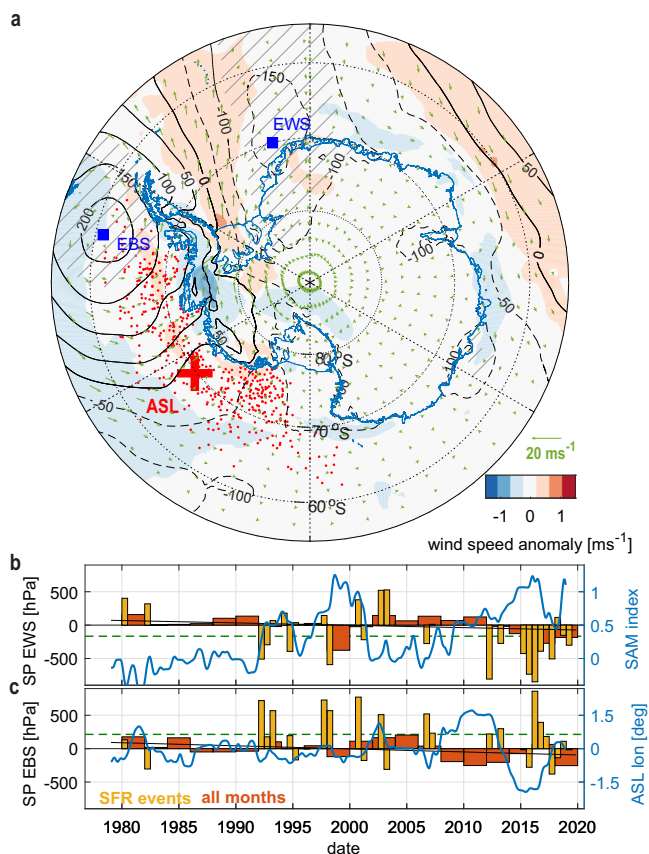 a
-150
EWS
-100
-100
50
0
-50
0
50
100
150
200
EBS
-100
-50
50
100
ASL
-50
-100
80°S
70°S
60°S
20 ms-1
-1 0 1
wind speed anomaly [ms-1]
b
SP EWS [hPa]
500
0
-500
1
0.5
0
SAM index
c
SP EBS [hPa]
500
0
-500
1.5
0
-1.5
ASL lon [deg]
SFR events all months
1980 1985 1990 1995 2000 2005 2010 2015 2020
date